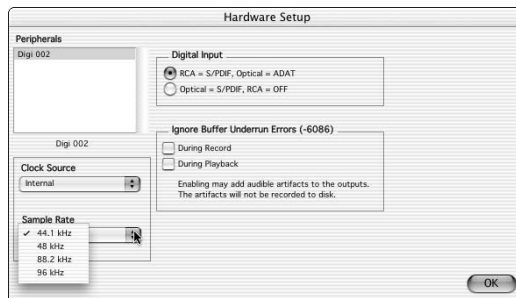 Hardware Setup
Peripherals
Digi 002
Digi 002
Clock Source
Internal
Sample Rate
✓ 44.1 kHz
48 kHz
88.2 kHz
96 kHz
Digital Input
RCA = S/PDIF, Optical = ADAT
Optical = S/PDIF, RCA = OFF
Ignore Buffer Underrun Errors (-6086)
During Record
During Playback
Enabling may add audible artifacts to the outputs.
The artifacts will not be recorded to disk.
OK